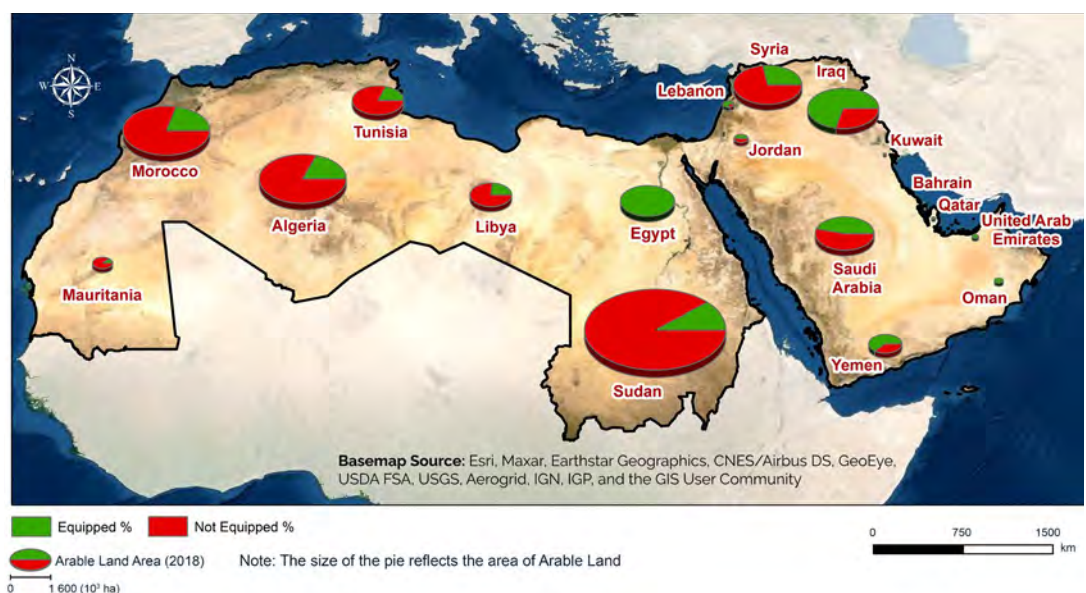 N
W E
S
Syria
Iraq
Lebanon
Tunisia
Morocco
Jordan
Kuwait
Algeria
Libya
Egypt
Bahrain
Qatar
United Arab
Emirates
Mauritania
Saudi
Arabia
Oman
Yemen
Sudan
Basemap Source: Esri, Maxar, Earthstar Geographics, CNES/Airbus DS, GeoEye,
USDA FSA, USGS, Aerogrid, IGN, IGP, and the GIS User Community
Equipped % Not Equipped %
0 750 1500
km
Arable Land Area (2018) Note: The size of the pie reflects the area of Arable Land
0 1 600 (10³ ha)